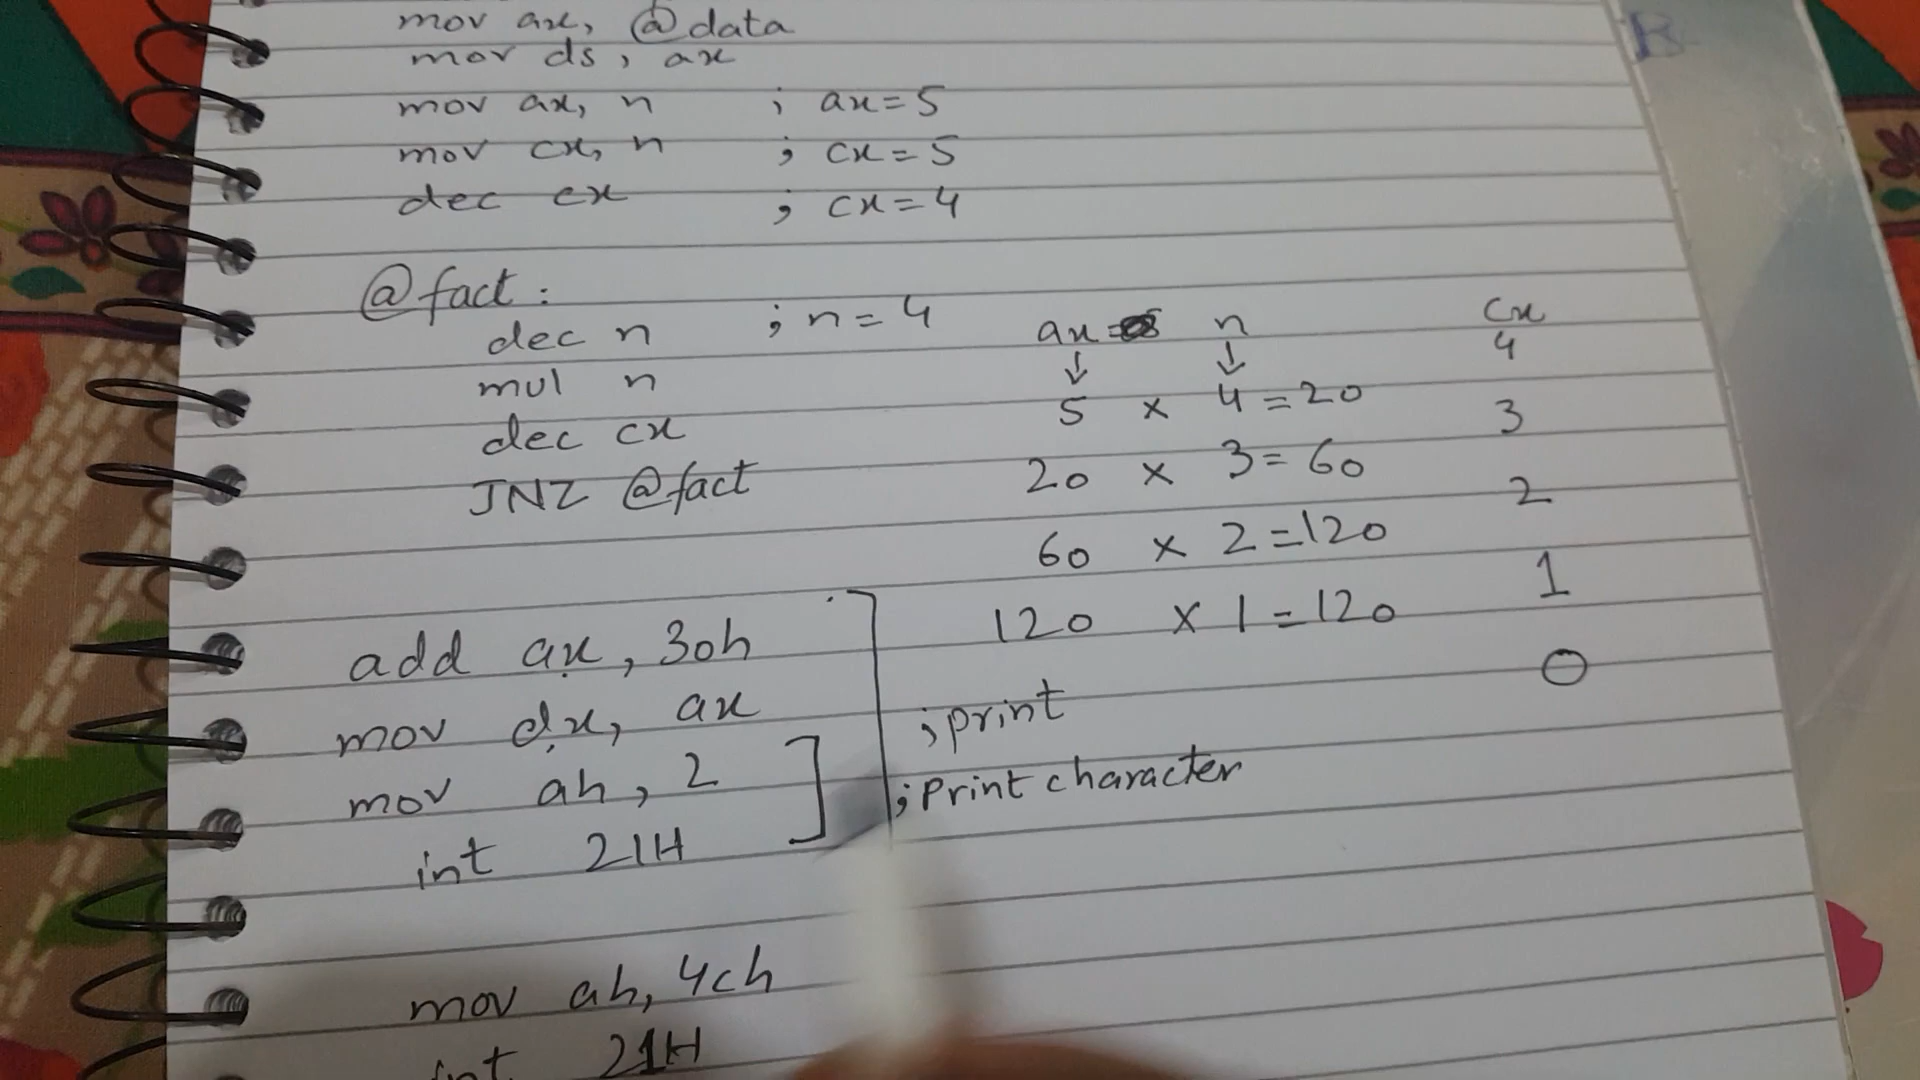 mov ax, @data
mov ds, ax
mov ax, n ; ax=5
mov cx, n ; cx=5
dec cx ; cx=4
@fact:
dec n ; n=4
mul n
dec cx
JNZ @fact
ax n cx
↓ ↓ 4
5 x 4=20 3
20 x 3=60 2
60 x 2=120 1
120 x 1=120 0
add ax, 30h
mov dx, ax ; print
mov ah, 2 ; Print character
int 21H
mov ah, 4ch
int 21H